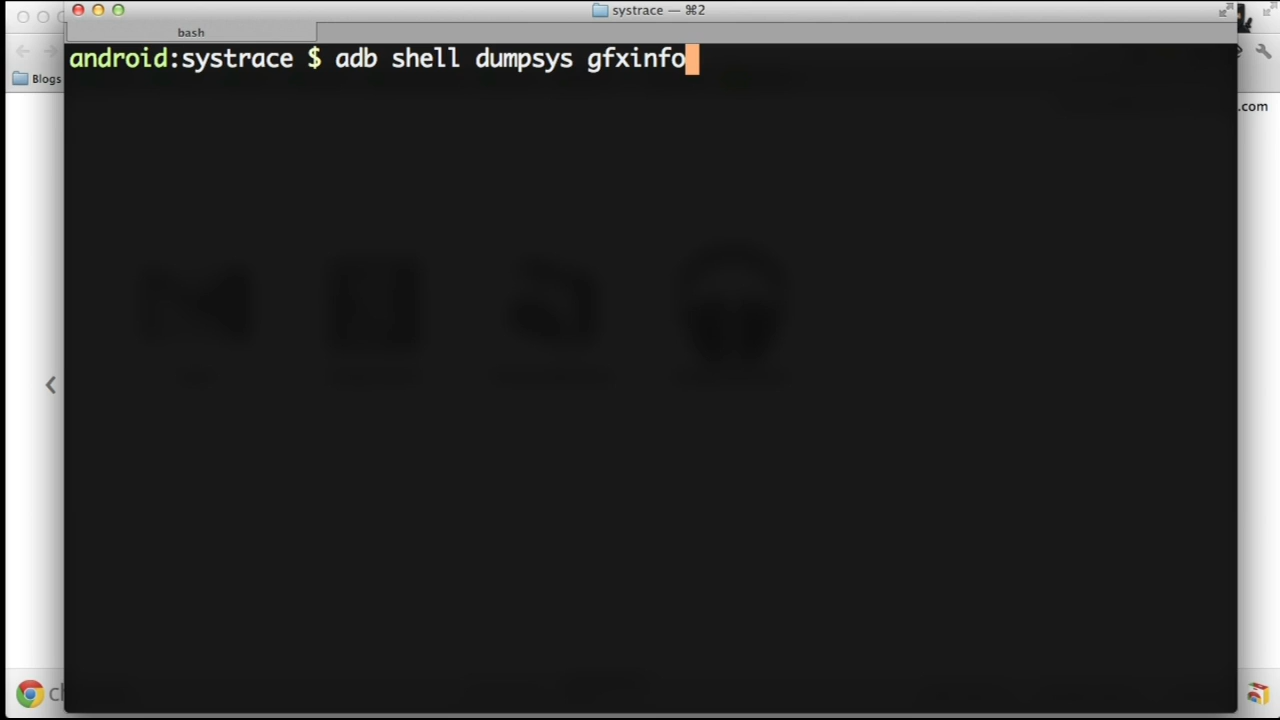 systrace — ⌘2
bash
Blogs
android:systrace $ adb shell dumpsys gfxinfo
.com